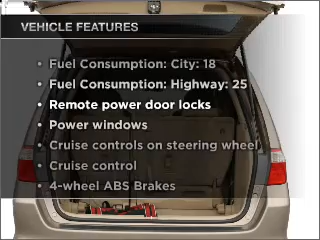 VEHICLE FEATURES
• Fuel Consumption: City: 18
• Fuel Consumption: Highway: 25
• Remote power door locks
• Power windows
• Cruise controls on steering wheel
• Cruise control
• 4-wheel ABS Brakes